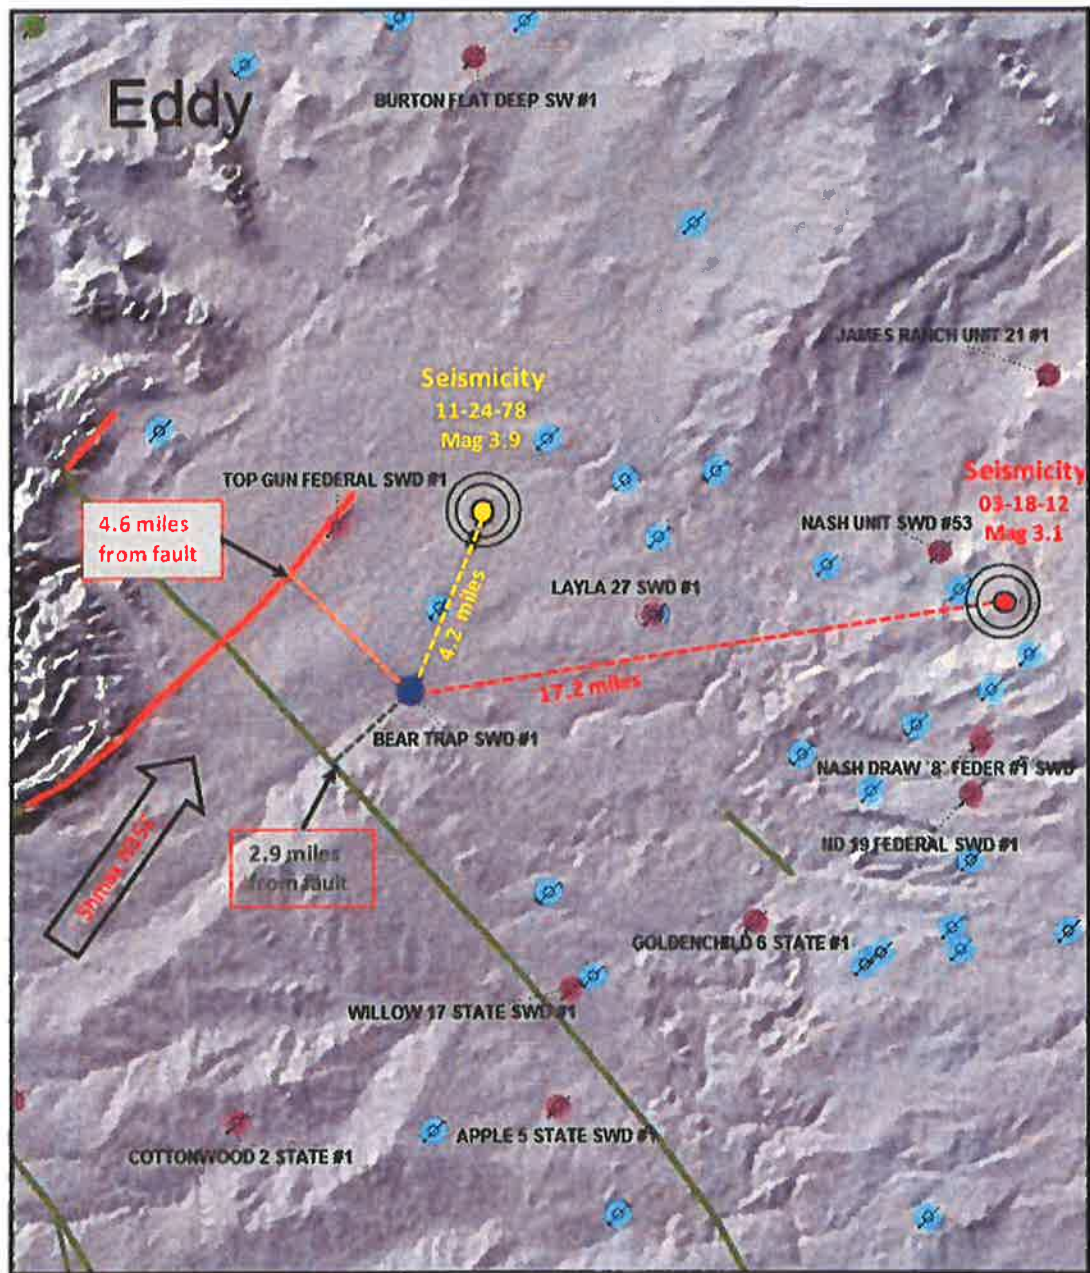 Eddy
BURTON FLAT DEEP SW #1
JAMES RANCH UNIT 21 #1
Seismicity
11-24-78
Mag 3.9
TOP GUN FEDERAL SWD #1
Seismicity
03-18-12
Mag 3.1
4.6 miles
from fault
NASH UNIT SWD #53
LAYLA 27 SWD #1
4.2 miles
17.2 miles
BEAR TRAP SWD #1
NASH DRAW '8' FEDER #1 SWD
Shmax N35E
2.9 miles
from fault
ND 19 FEDERAL SWD #1
GOLDENCHILD 6 STATE #1
WILLOW 17 STATE SWD #1
APPLE 5 STATE SWD #1
COTTONWOOD 2 STATE #1